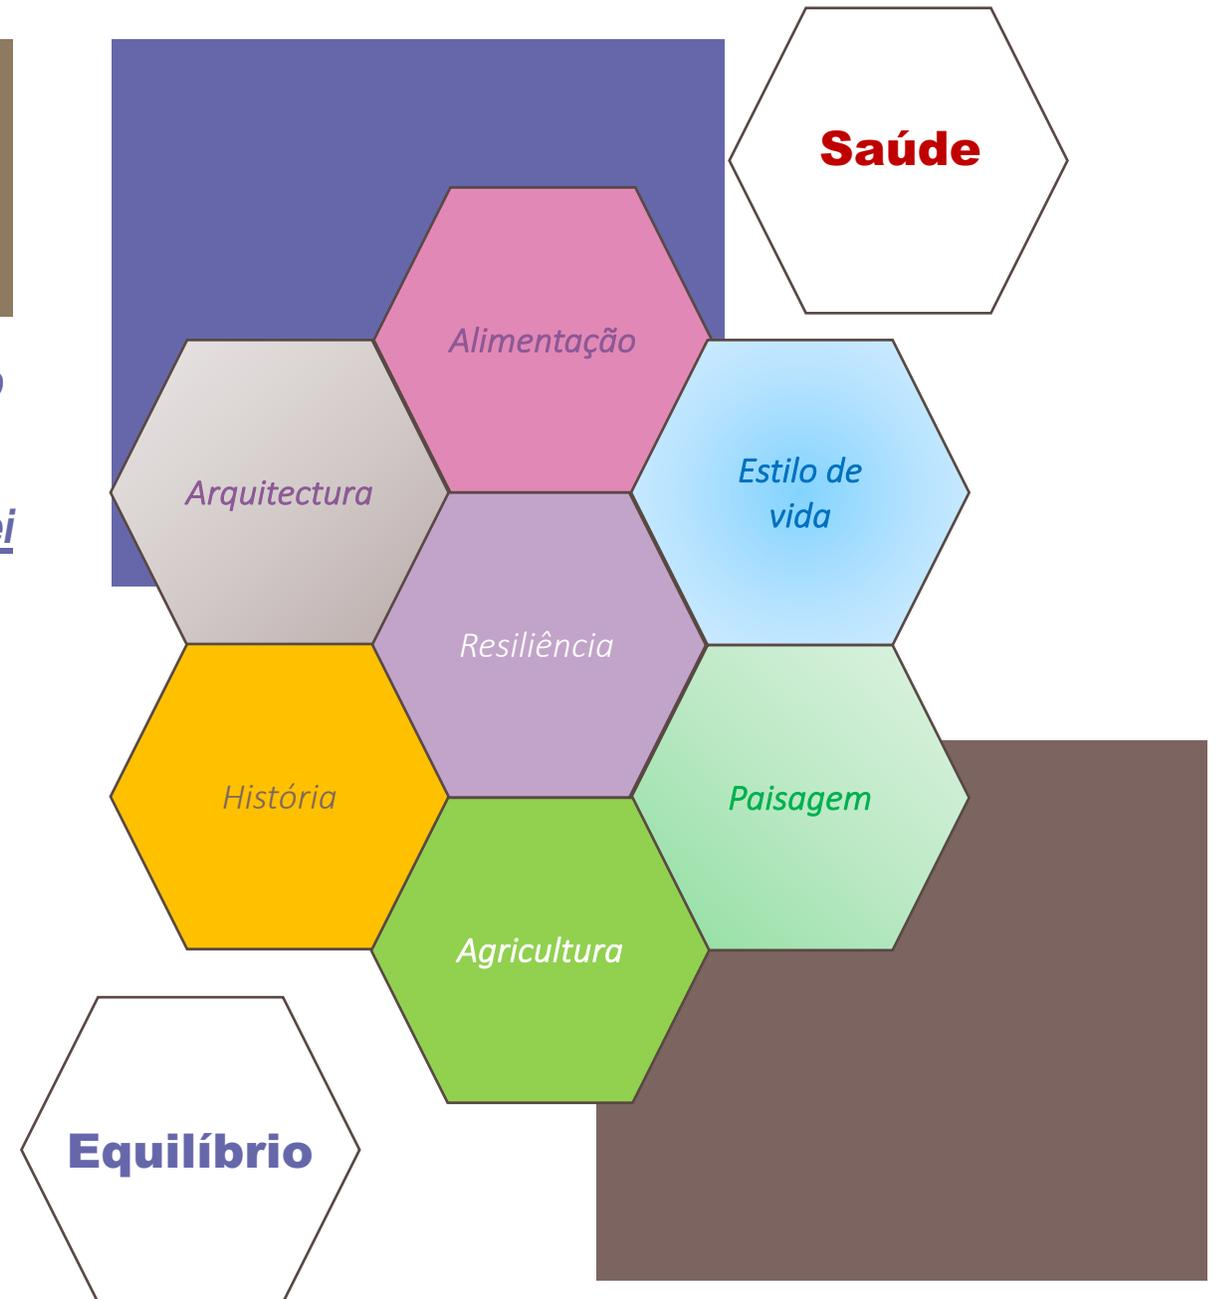 Saúde
Alimentação
Estilo de
vida
Arquitectura
Resiliência
História
Paisagem
Agricultura
Equilíbrio